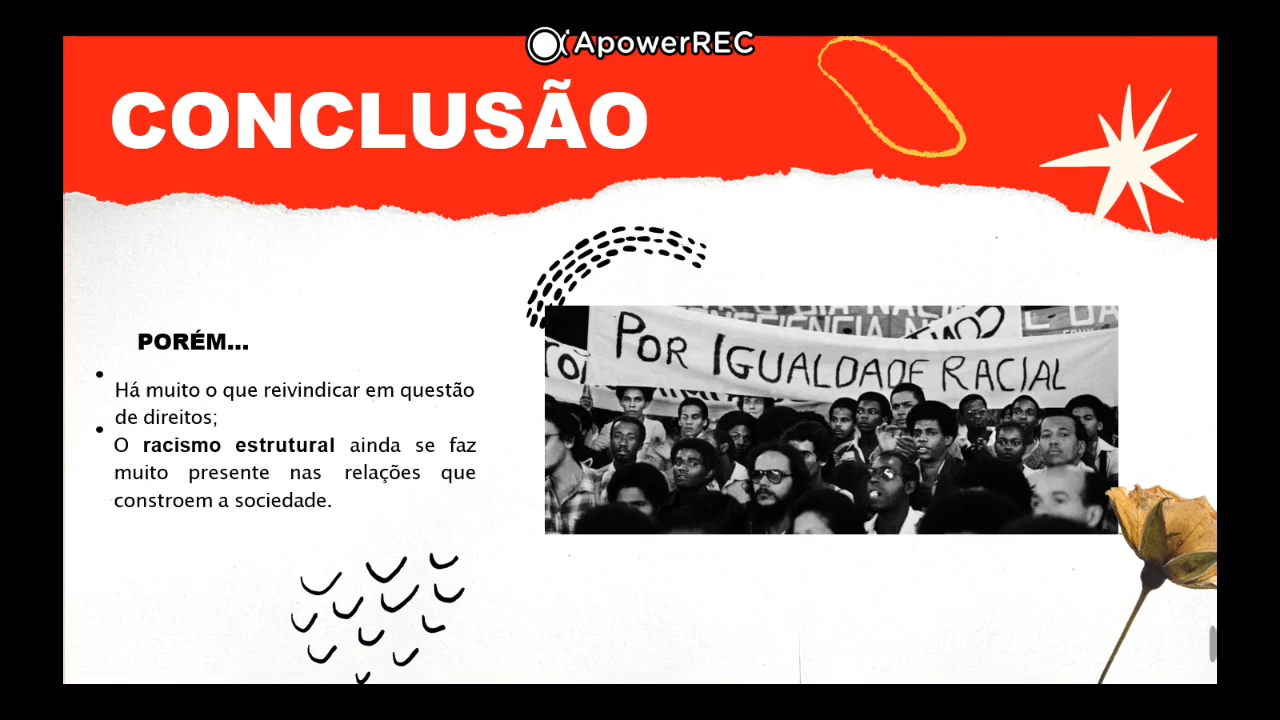 ApowerREC
CONCLUSÃO
PORÉM...
• Há muito o que reivindicar em questão
de direitos;
• O racismo estrutural ainda se faz
muito presente nas relações que
constroem a sociedade.
POR IGUALDADE RACIAL